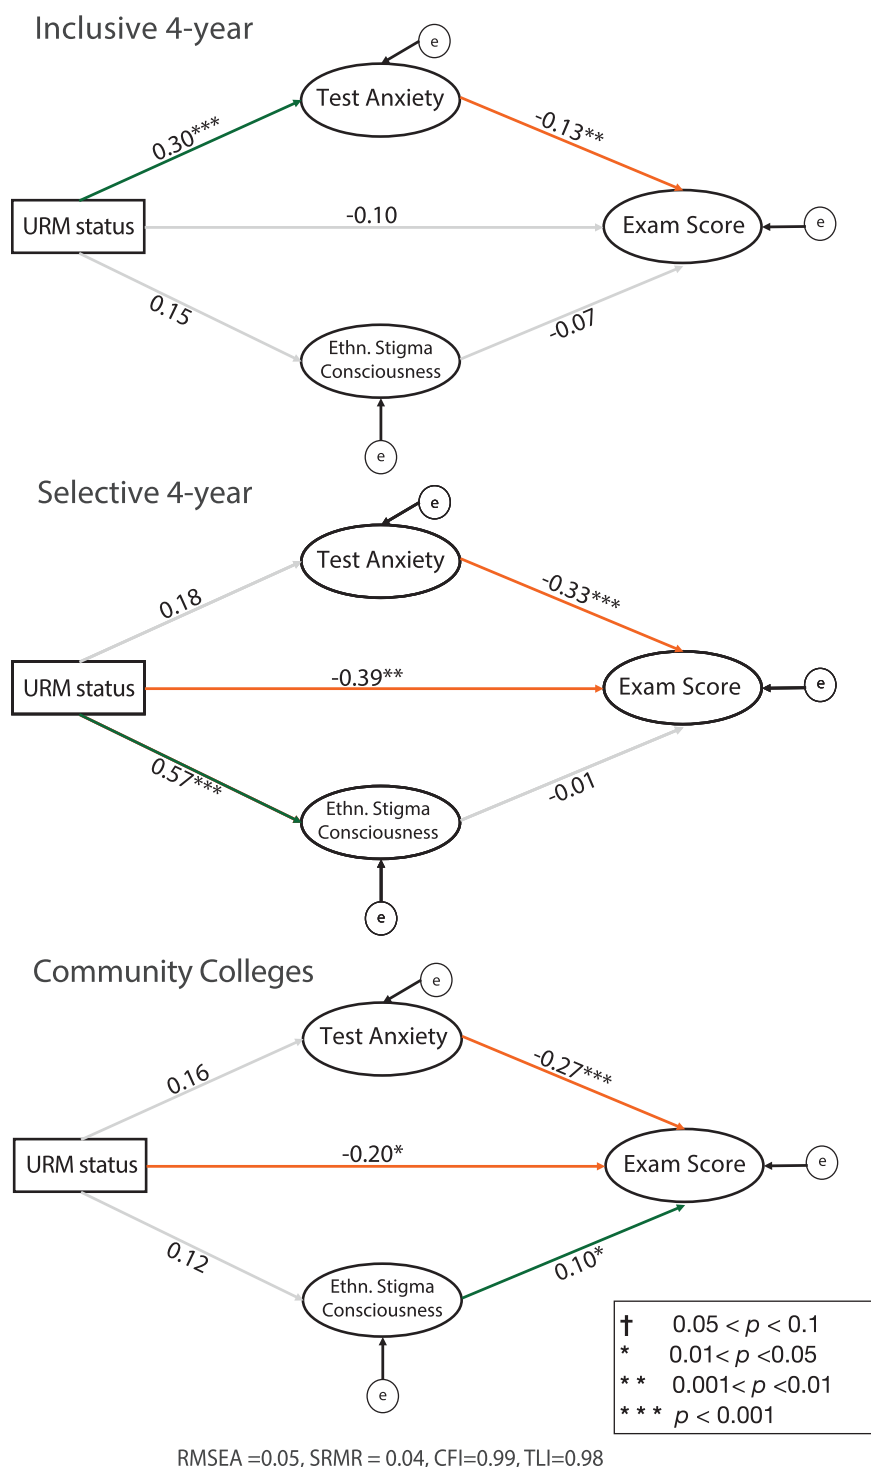 Inclusive 4-year
e
Test Anxiety
0.30***
-0.13**
URM status
-0.10
Exam Score
e
0.15
-0.07
Ethn. Stigma
Consciousness
e
Selective 4-year
e
Test Anxiety
0.18
-0.33***
URM status
-0.39**
Exam Score
e
0.57***
-0.01
Ethn. Stigma
Consciousness
e
Community Colleges
e
Test Anxiety
0.16
-0.27***
URM status
-0.20*
Exam Score
e
0.12
0.10*
Ethn. Stigma
Consciousness
e
† 0.05 < p < 0.1
* 0.01< p <0.05
** 0.001< p <0.01
*** p < 0.001
RMSEA =0.05, SRMR = 0.04, CFI=0.99, TLI=0.98